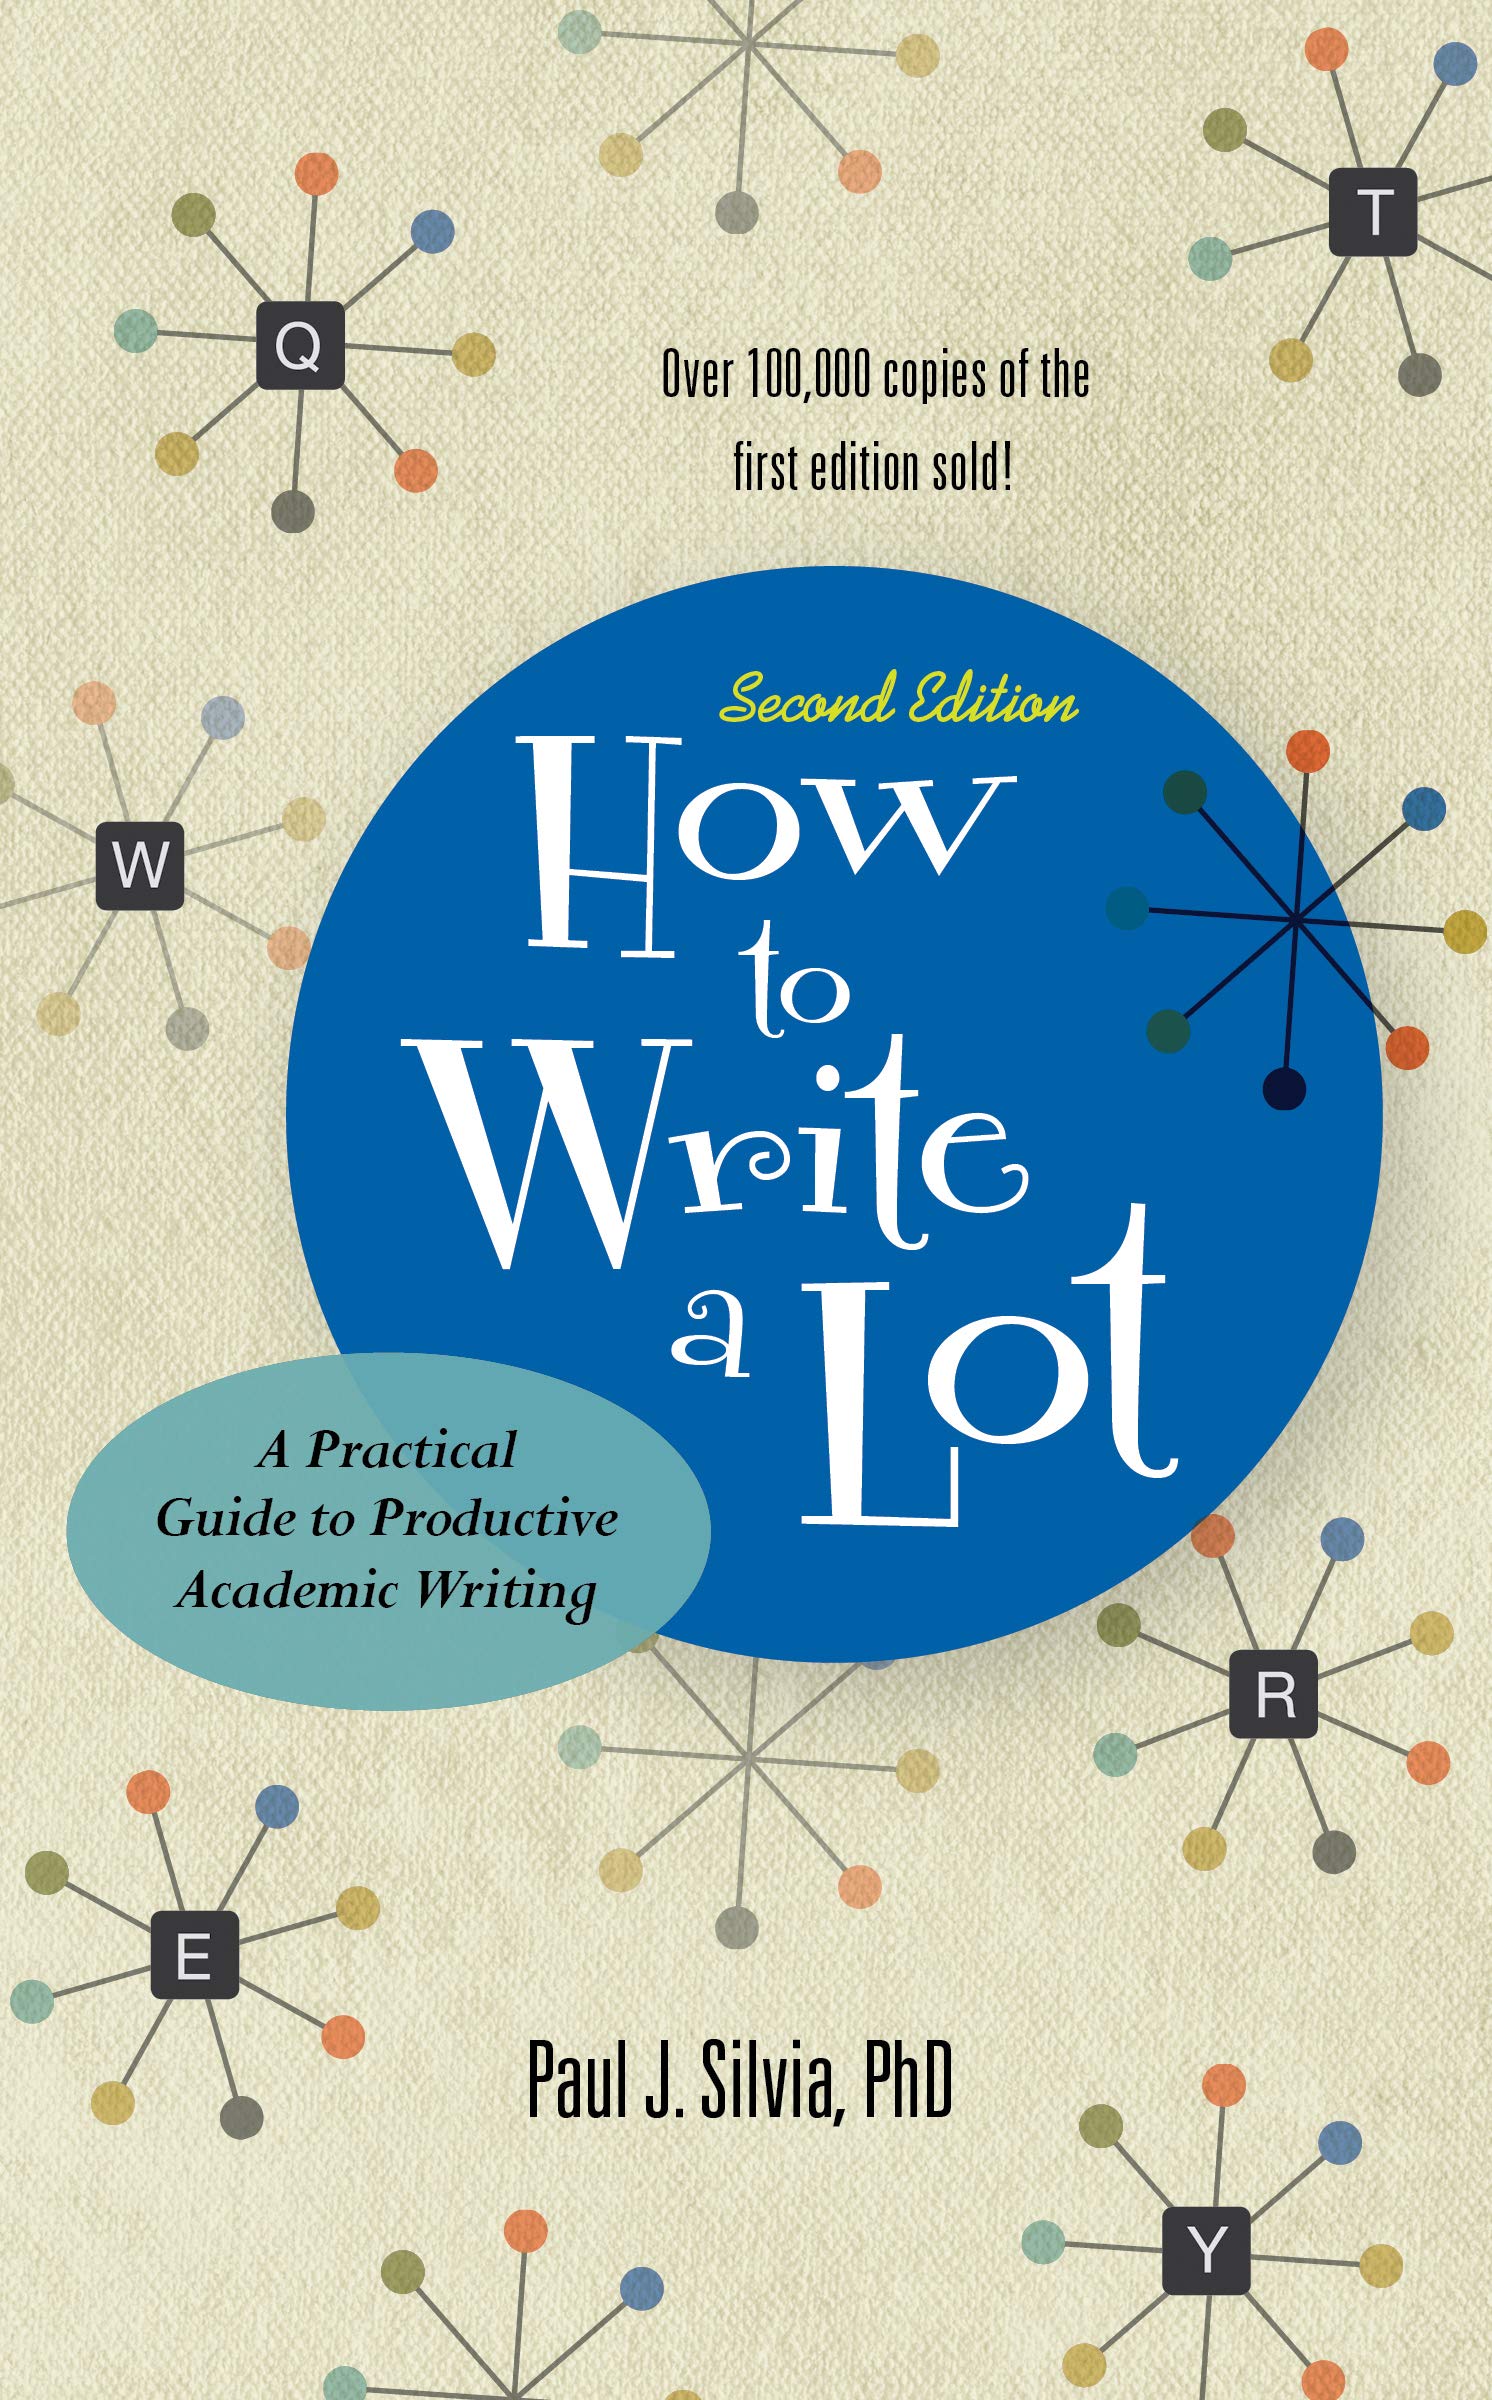 T
Q
Over 100,000 copies of the
first edition sold!
Second Edition
How
to
W
Write
a Lot
A Practical
Guide to Productive
Academic Writing
R
E
Paul J. Silvia, PhD
Y